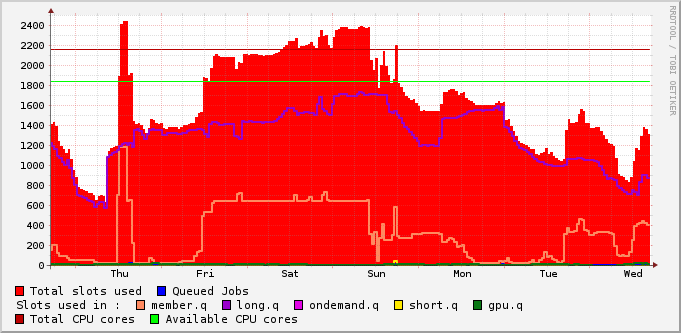 RRDTOOL / TOBI OETIKER
2400
2200
2000
1800
1600
1400
1200
1000
800
600
400
200
0
Thu Fri Sat Sun Mon Tue Wed
Total slots used Queued Jobs
Slots used in : member.q long.q ondemand.q short.q gpu.q
Total CPU cores Available CPU cores